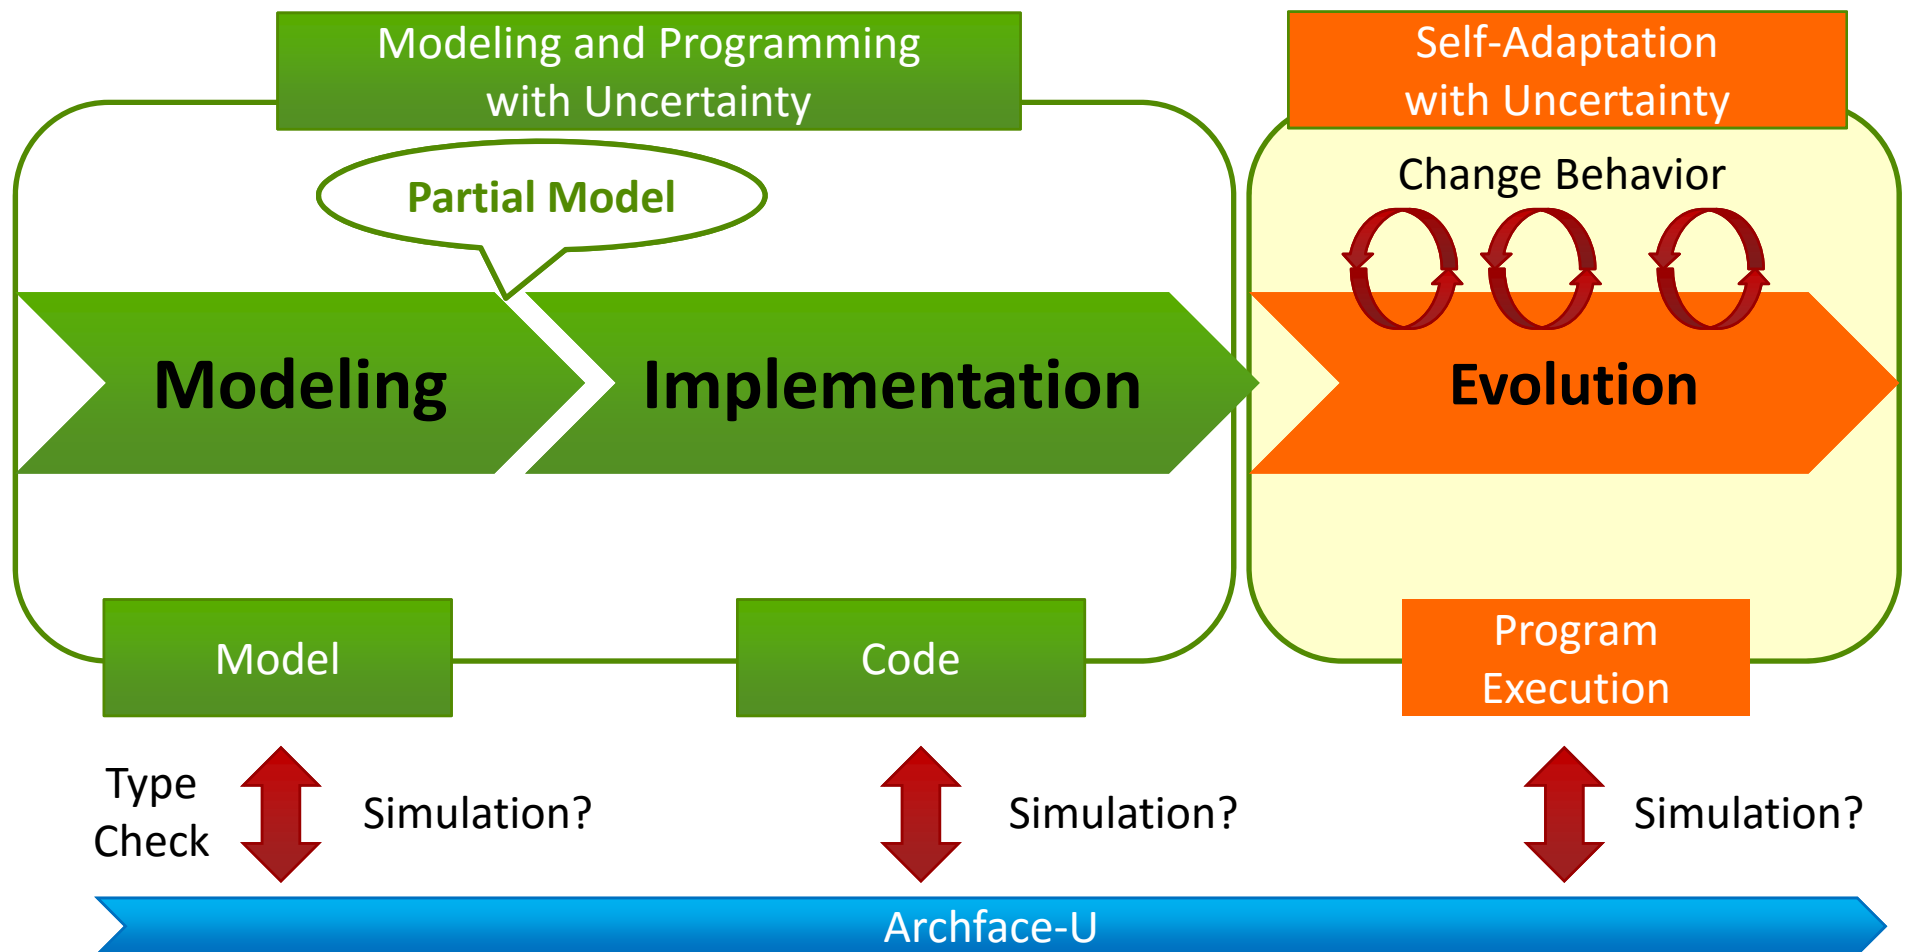 Modeling and Programming
with Uncertainty
Self-Adaptation
with Uncertainty
Partial Model
Change Behavior
Modeling
Implementation
Evolution
Model
Code
Program
Execution
Type
Check
Simulation?
Simulation?
Simulation?
Archface-U